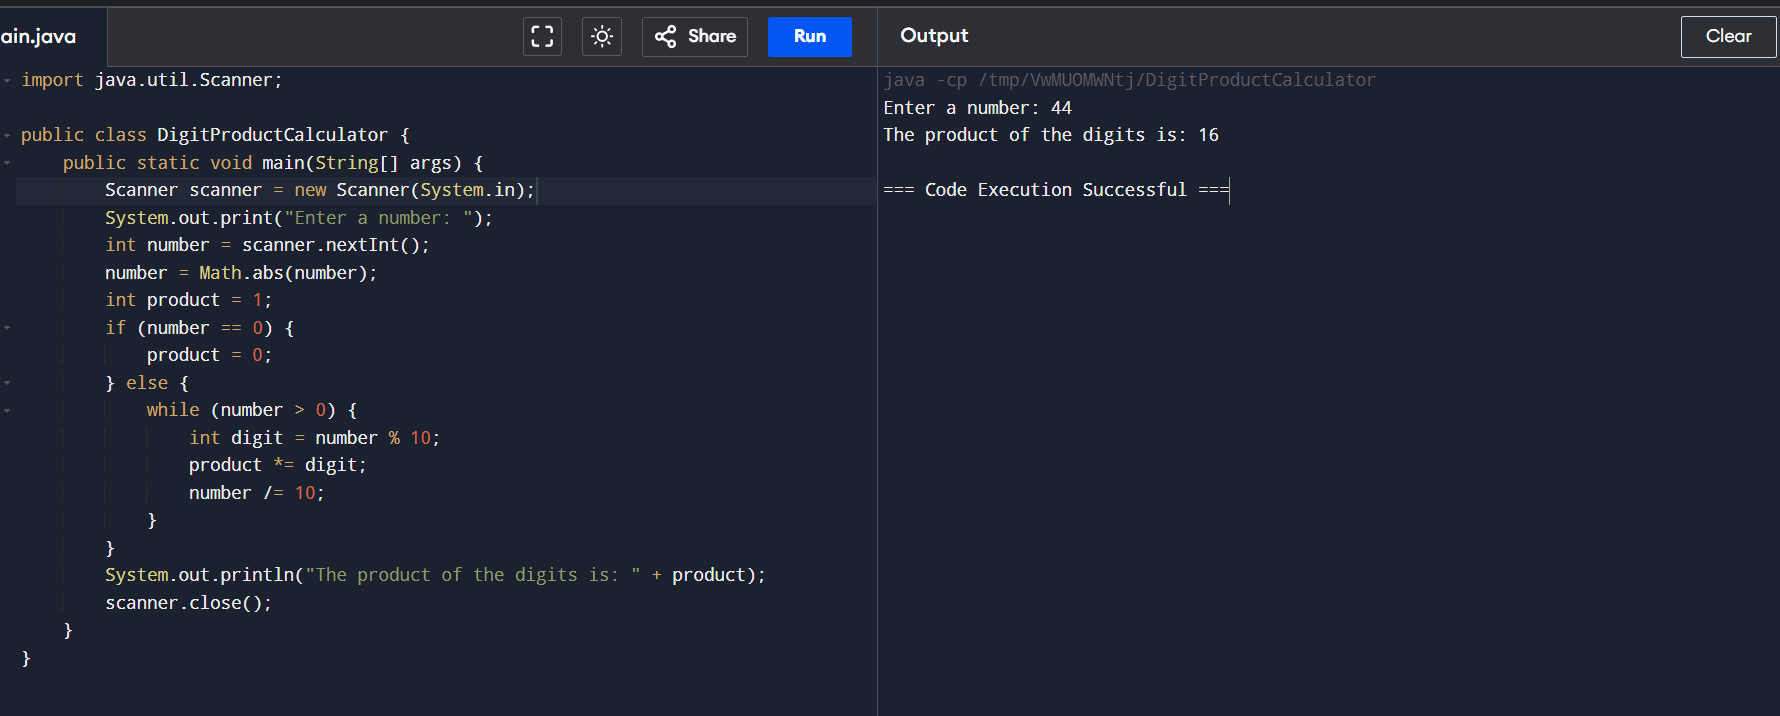 ain.java
Share
Run
Output
Clear
import java.util.Scanner;
public class DigitProductCalculator {
public static void main(String[] args) {
Scanner scanner = new Scanner(System.in);
System.out.print("Enter a number: ");
int number = scanner.nextInt();
number = Math.abs(number);
int product = 1;
if (number == 0) {
product = 0;
} else {
while (number > 0) {
int digit = number % 10;
product *= digit;
number /= 10;
}
}
System.out.println("The product of the digits is: " + product);
scanner.close();
}
}
java -cp /tmp/VwMUOMWNtj/DigitProductCalculator
Enter a number: 44
The product of the digits is: 16
=== Code Execution Successful ===